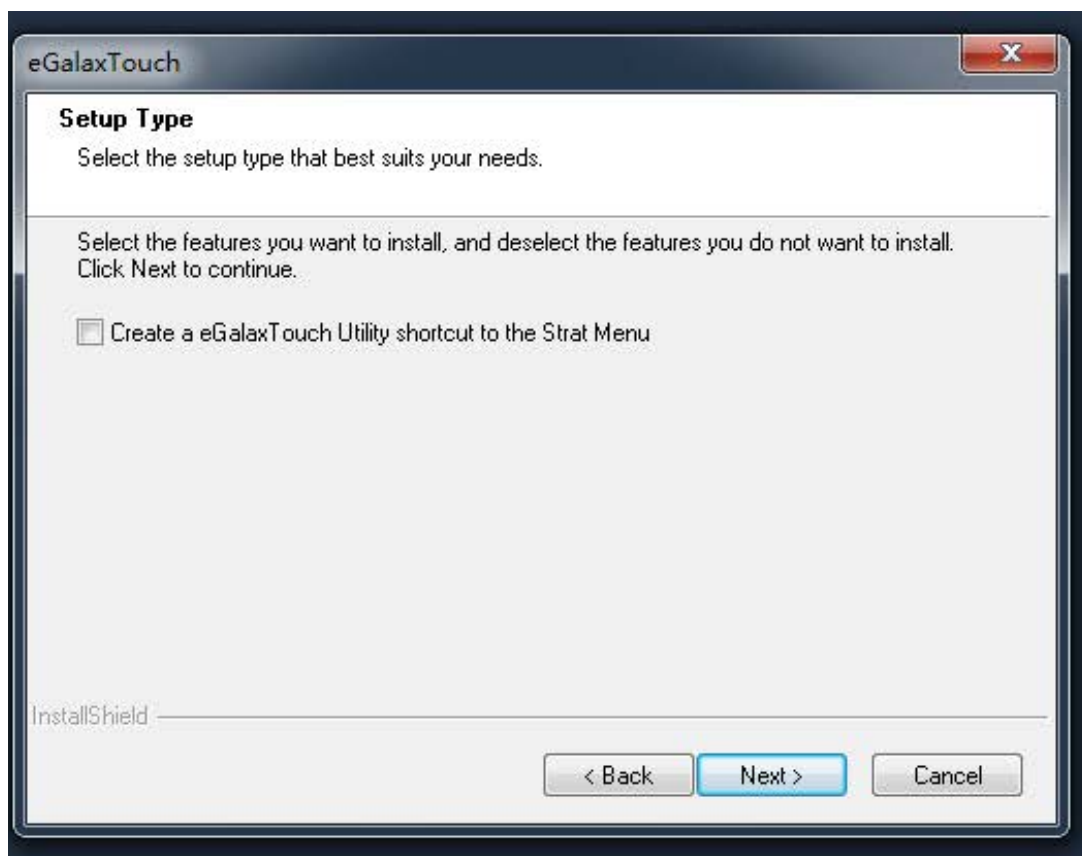 eGalaxTouch
Setup Type
Select the setup type that best suits your needs.
Select the features you want to install, and deselect the features you do not want to install.
Click Next to continue.
Create a eGalaxTouch Utility shortcut to the Strat Menu
InstallShield
< Back
Next >
Cancel